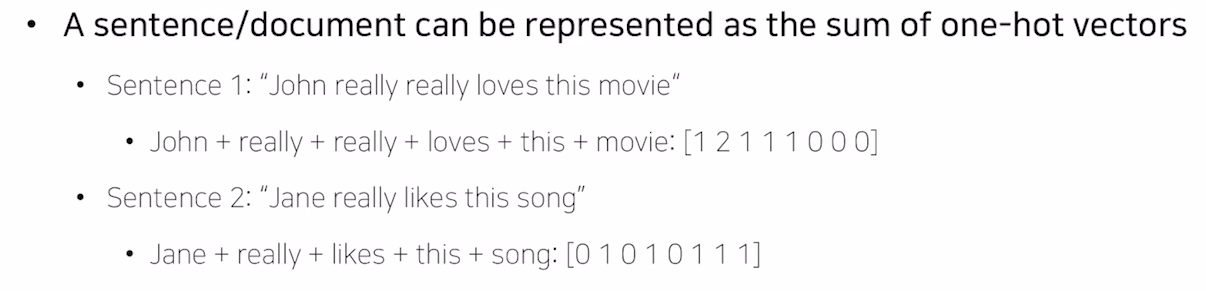 • A sentence/document can be represented as the sum of one-hot vectors
• Sentence 1: “John really really loves this movie“
• John + really + really + loves + this + movie: [1 2 1 1 1 0 0 0]
• Sentence 2: “Jane really likes this song”
• Jane + really + likes + this + song: [0 1 0 1 0 1 1 1]